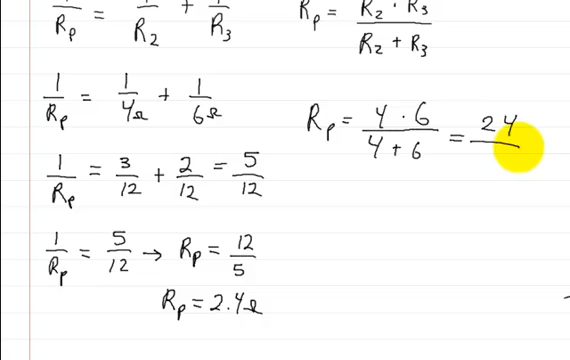 1/Rp = 1/R2 + 1/R3
1/Rp = 1/4Ω + 1/6Ω
1/Rp = 3/12 + 2/12 = 5/12
1/Rp = 5/12 → Rp = 12/5
Rp = 2.4Ω
Rp = R2 · R3 / R2 + R3
Rp = 4 · 6 / 4 + 6 = 24